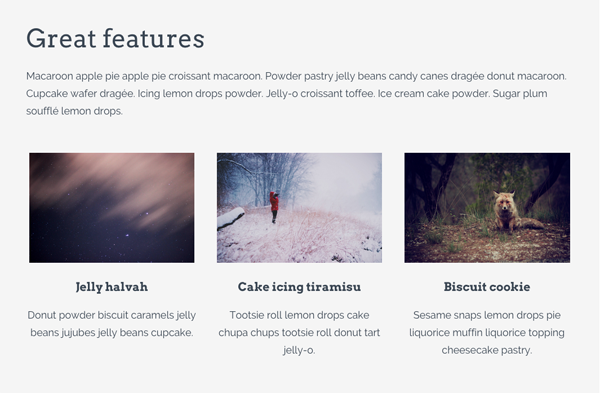 Great features
Macaroon apple pie apple pie croissant macaroon. Powder pastry jelly beans candy canes dragée donut macaroon.
Cupcake wafer dragée. Icing lemon drops powder. Jelly-o croissant toffee. Ice cream cake powder. Sugar plum
soufflé lemon drops.
Jelly halvah
Donut powder biscuit caramels jelly
beans jujubes jelly beans cupcake.
Cake icing tiramisu
Tootsie roll lemon drops cake
chupa chups tootsie roll donut tart
jelly-o.
Biscuit cookie
Sesame snaps lemon drops pie
liquorice muffin liquorice topping
cheesecake pastry.